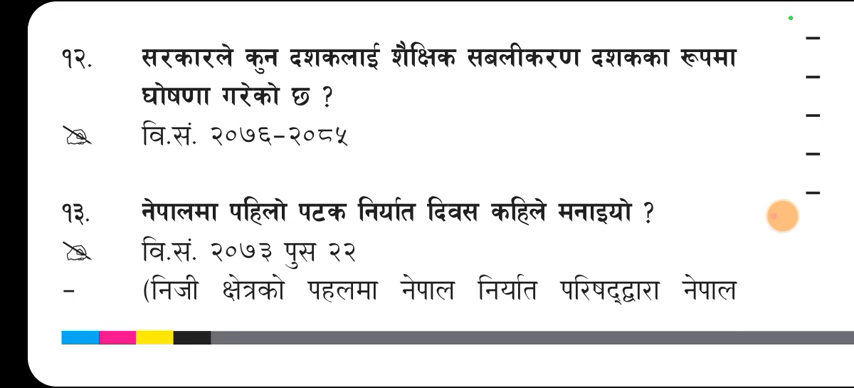 १२. सरकारले कुन दशकलाई शैक्षिक सबलीकरण दशकका रूपमा
घोषणा गरेको छ ?
वि.सं. २०७६–२०८५
१३. नेपालमा पहिलो पटक निर्यात दिवस कहिले मनाइयो ?
वि.सं. २०७३ पुस २२
– (निजी क्षेत्रको पहलमा नेपाल निर्यात परिषद्द्वारा नेपाल